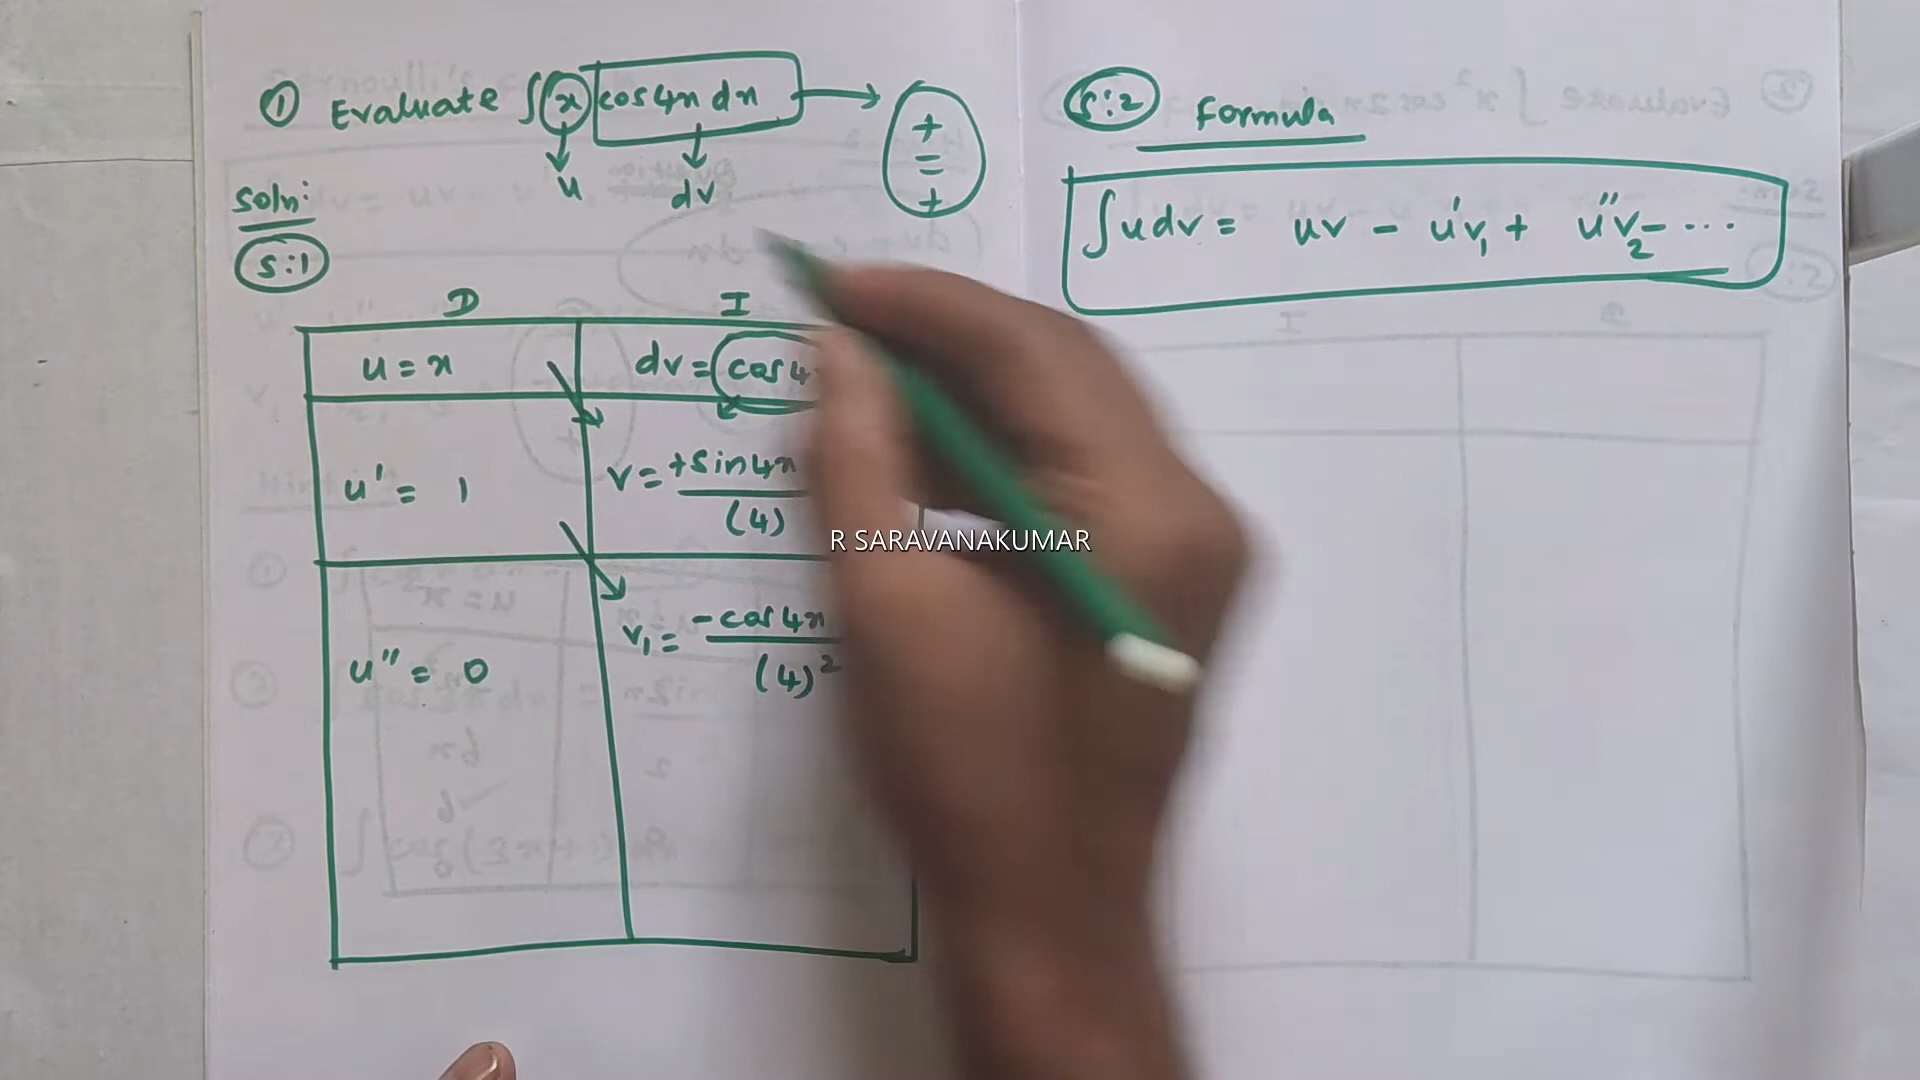 ① Evaluate ∫ x cos4x dx → + = +
u dv
Soln:
S:1
D I
u = x dv = cos4
u' = 1 v = +sin4x / (4)
u'' = 0 v₁ = -cos4x / (4)²
S:2 Formula
∫udv = uv - u'v₁ + u''v₂ - ...
R SARAVANAKUMAR